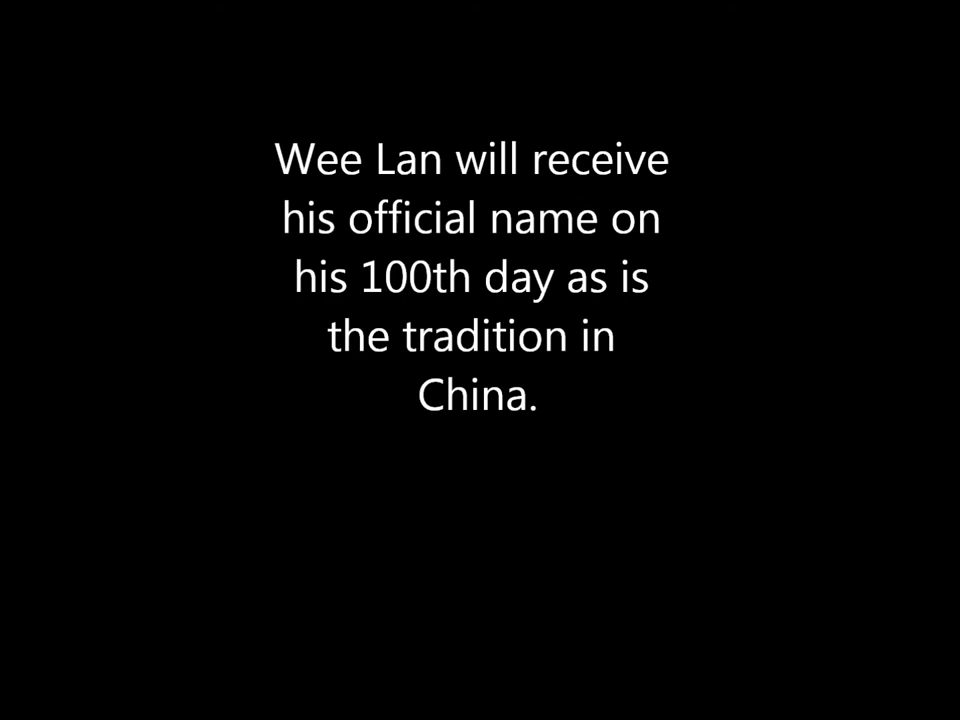 Wee Lan will receive
his official name on
his 100th day as is
the tradition in
China.